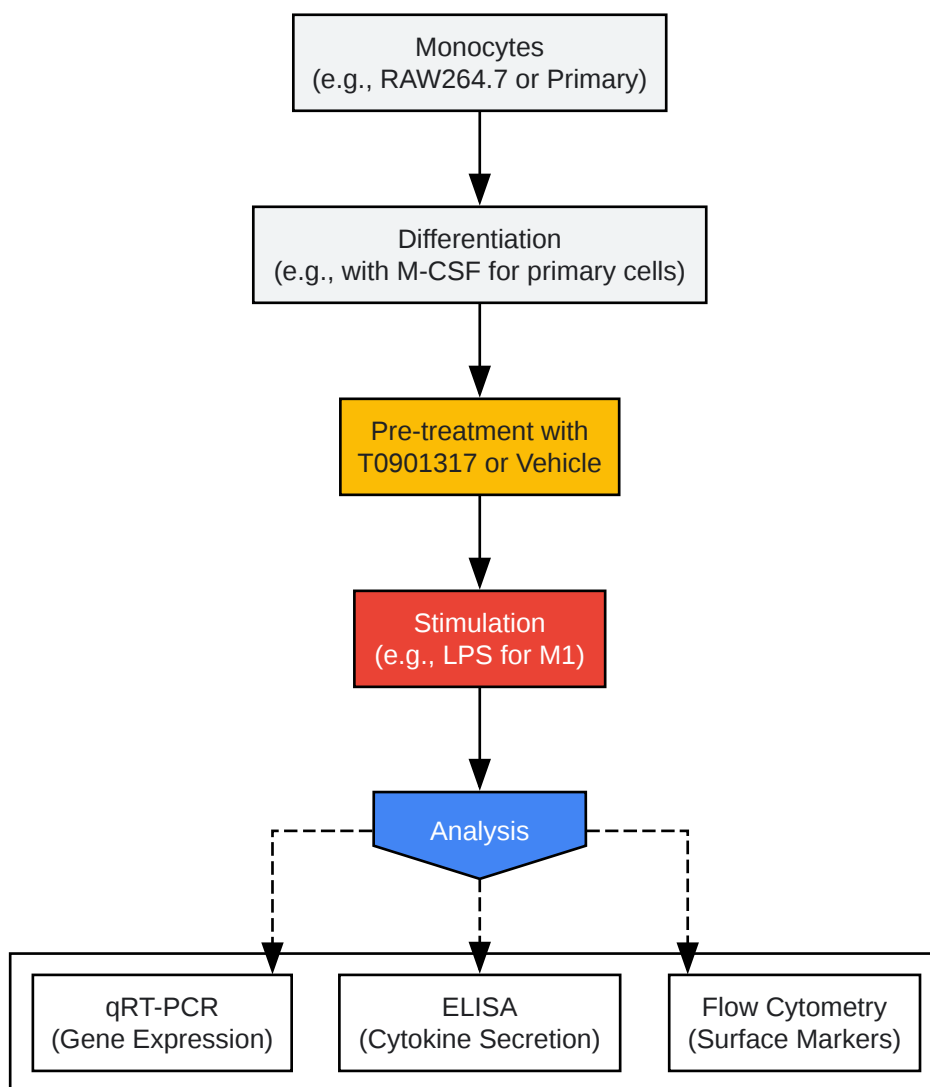 Monocytes
(e.g., RAW264.7 or Primary)
Differentiation
(e.g., with M-CSF for primary cells)
Pre-treatment with
T0901317 or Vehicle
Stimulation
(e.g., LPS for M1)
Analysis
qRT-PCR
(Gene Expression)
ELISA
(Cytokine Secretion)
Flow Cytometry
(Surface Markers)